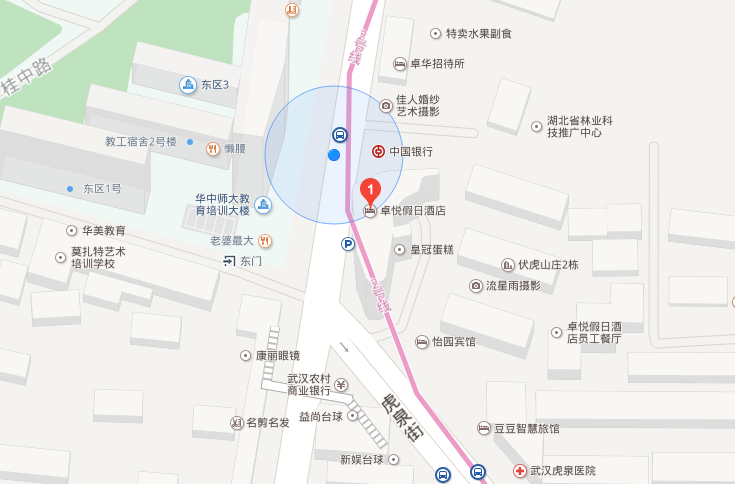 特卖水果副食
桂中路
卓华招待所
东区3
佳人婚纱
艺术摄影
湖北省林业科
技推广中心
教工宿舍2号楼
懒腰
中国银行
东区1号
1
华中师大教
育培训大楼
卓悦假日酒店
华美教育
老婆最大
P
皇冠蛋糕
莫扎特艺术
培训学校
东门
伏虎山庄2栋
流星雨摄影
卓悦假日酒
店员工餐厅
怡园宾馆
康丽眼镜
武汉农村
商业银行
虎泉街
名剪名发
益尚台球
豆豆智慧旅馆
新娱台球
武汉虎泉医院